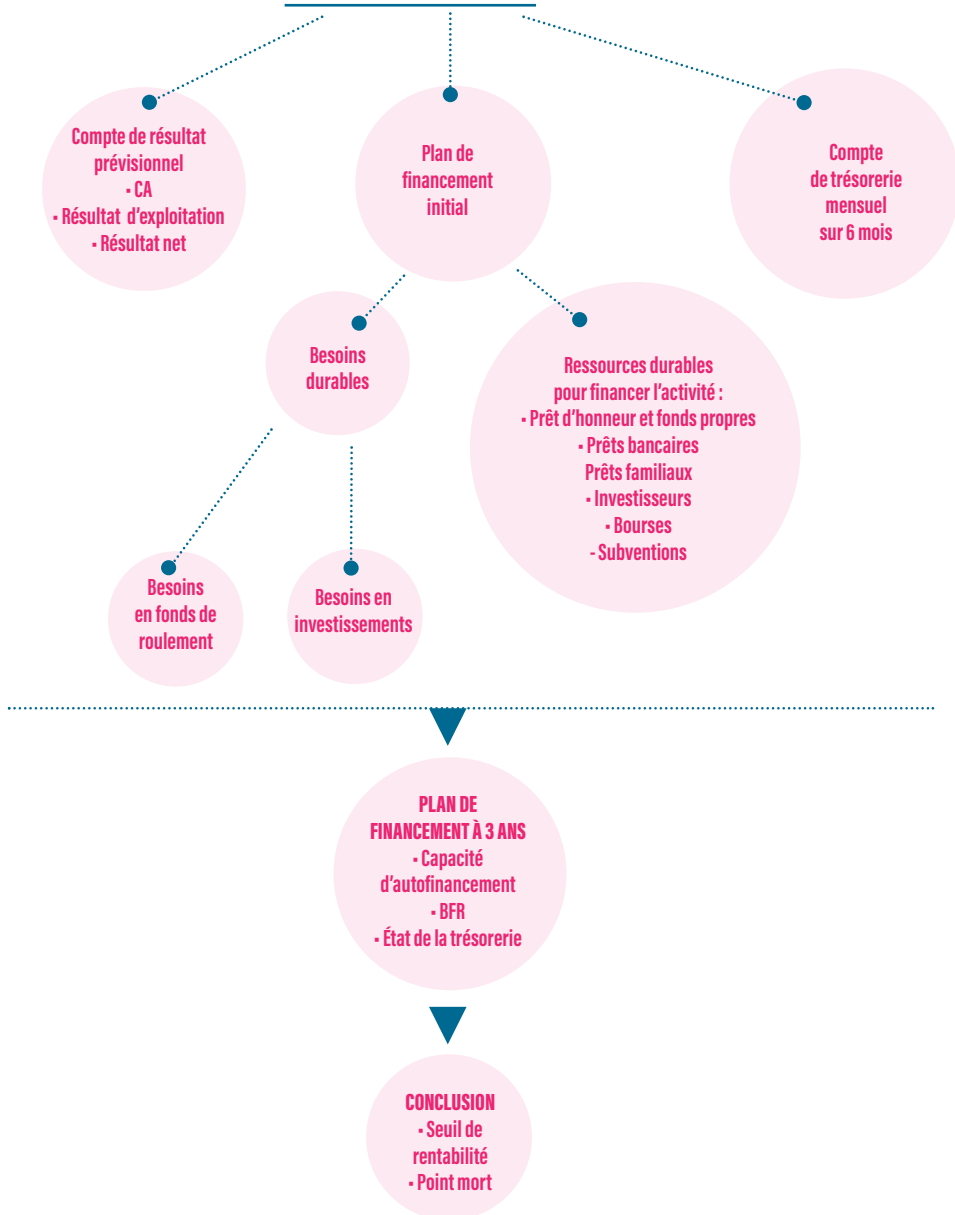 Compte de résultat
prévisionnel
▪ CA
▪ Résultat d'exploitation
▪ Résultat net
Plan de
financement
initial
Compte
de trésorerie
mensuel
sur 6 mois
Besoins
durables
Ressources durables
pour financer l'activité :
▪ Prêt d'honneur et fonds propres
▪ Prêts bancaires
Prêts familiaux
▪ Investisseurs
▪ Bourses
- Subventions
Besoins
en fonds de
roulement
Besoins en
investissements
PLAN DE
FINANCEMENT À 3 ANS
▪ Capacité
d'autofinancement
▪ BFR
▪ État de la trésorerie
CONCLUSION
▪ Seuil de
rentabilité
▪ Point mort